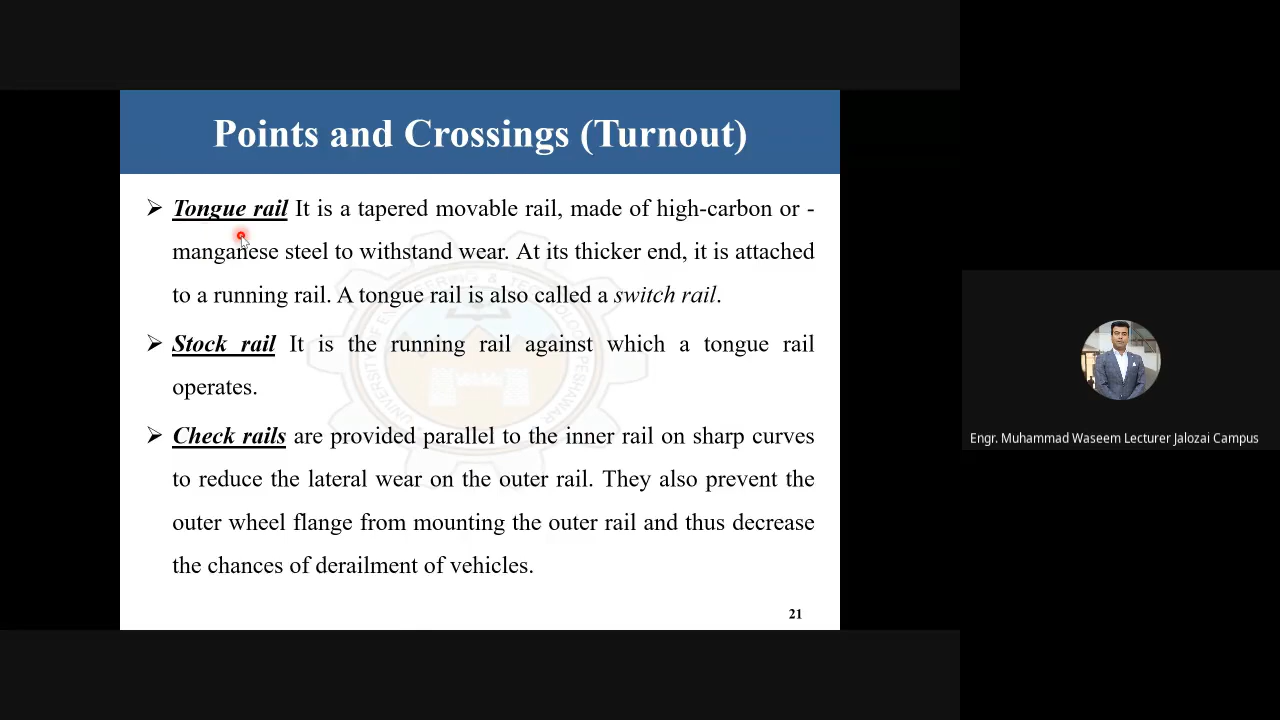 Points and Crossings (Turnout)
➢ Tongue rail It is a tapered movable rail, made of high-carbon or -
manganese steel to withstand wear. At its thicker end, it is attached
to a running rail. A tongue rail is also called a switch rail.
➢ Stock rail It is the running rail against which a tongue rail
operates.
➢ Check rails are provided parallel to the inner rail on sharp curves
to reduce the lateral wear on the outer rail. They also prevent the
outer wheel flange from mounting the outer rail and thus decrease
the chances of derailment of vehicles.
21
UNIVERSITY OF ENGINEERING & TECHNOLOGY PESHAWAR
Engr. Muhammad Waseem Lecturer Jalozai Campus